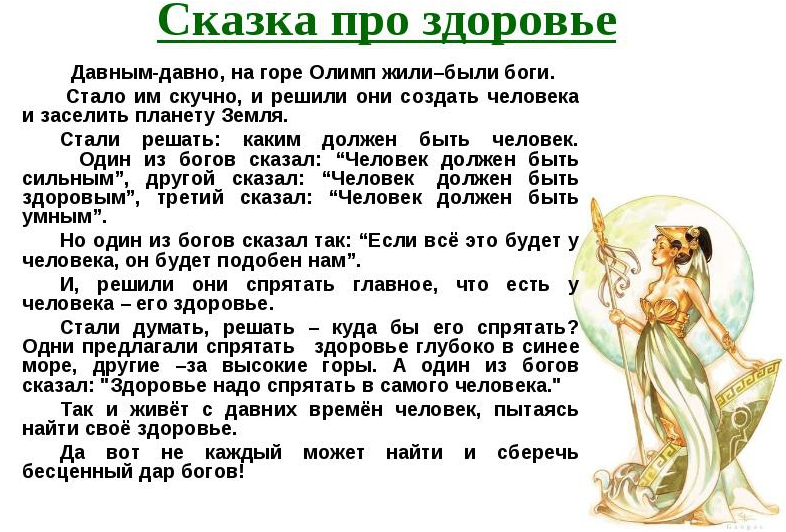 Сказка про здоровье
Давным-давно, на горе Олимп жили–были боги.
Стало им скучно, и решили они создать человека
и заселить планету Земля.
Стали решать: каким должен быть человек.
Один из богов сказал: “Человек должен быть
сильным”, другой сказал: “Человек должен быть
здоровым”, третий сказал: “Человек должен быть
умным”.
Но один из богов сказал так: “Если всё это будет у
человека, он будет подобен нам”.
И, решили они спрятать главное, что есть у
человека – его здоровье.
Стали думать, решать – куда бы его спрятать?
Одни предлагали спрятать здоровье глубоко в синее
море, другие –за высокие горы. А один из богов
сказал: "Здоровье надо спрятать в самого человека."
Так и живёт с давних времён человек, пытаясь
найти своё здоровье.
Да вот не каждый может найти и сберечь
бесценный дар богов!